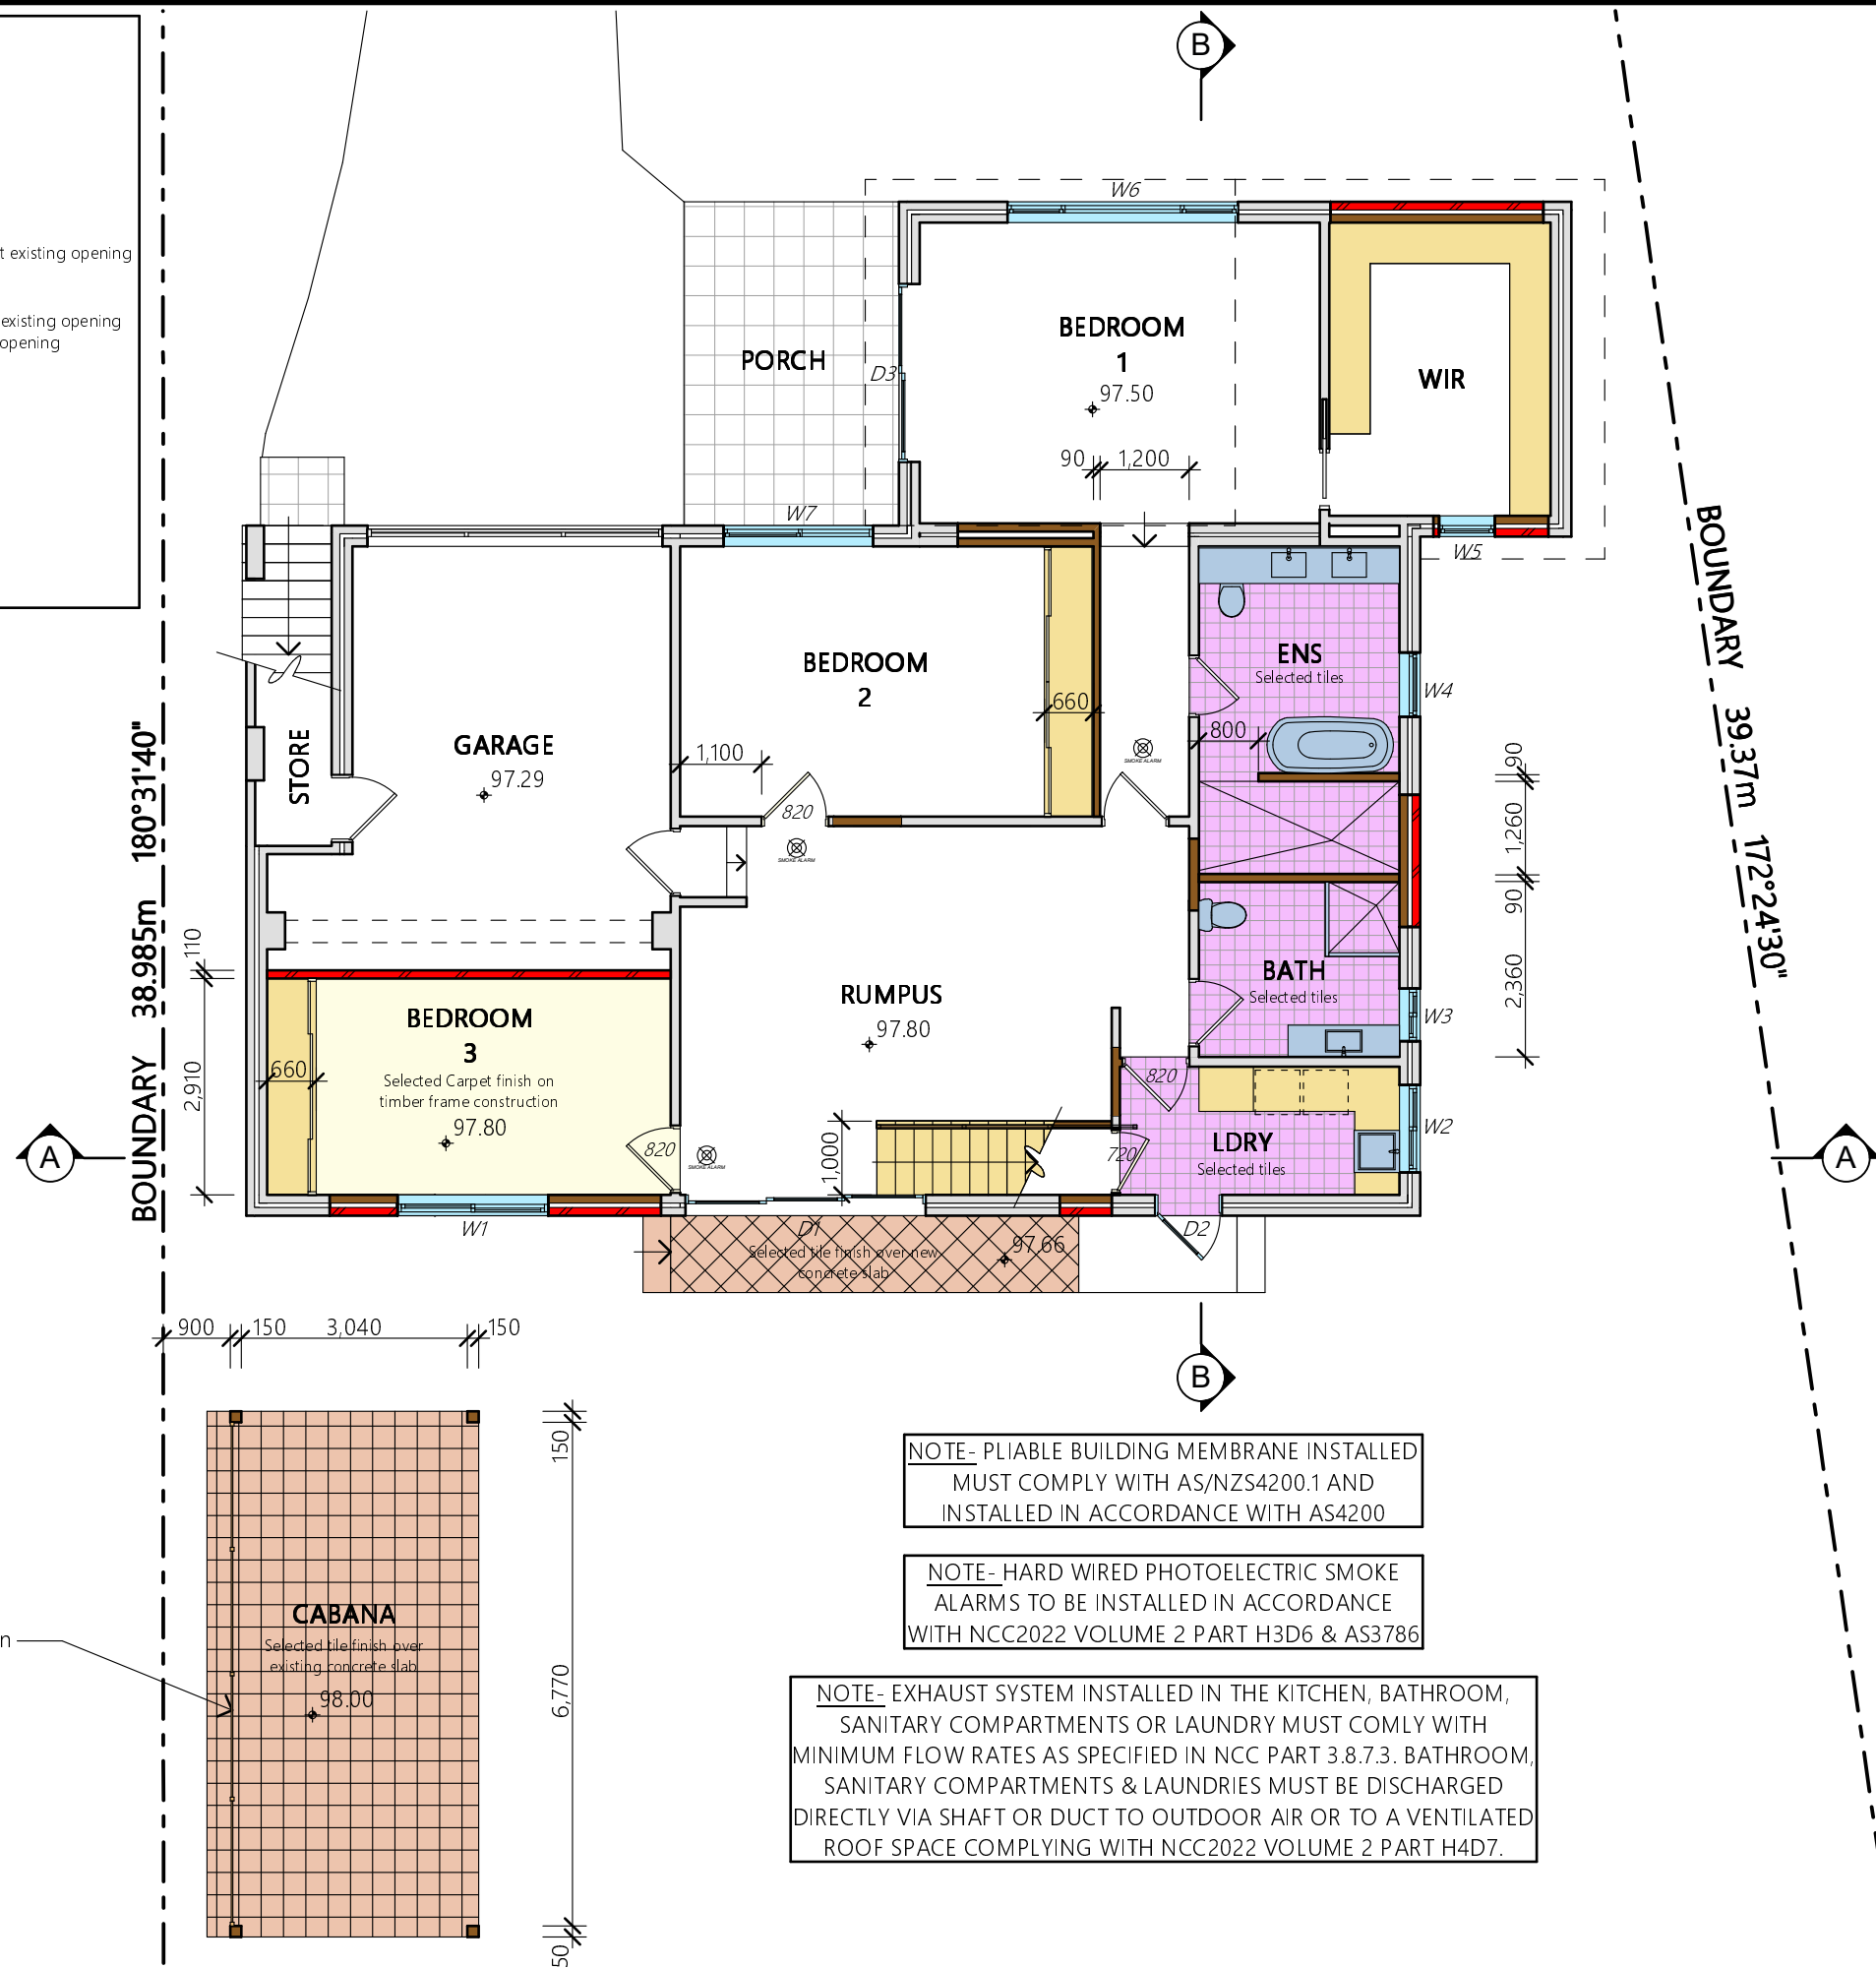 B
t existing opening
existing opening
opening
W6
BEDROOM
1
97.50
PORCH
D3
WIR
90
1,200
W7
W5
BOUNDARY 39.37m 172°24'30"
BEDROOM
2
ENS
Selected tiles
W4
660
800
1,100
SMOKE ALARM
GARAGE
97.29
STORE
BOUNDARY 38.985m 180°31'40"
820
SMOKE ALARM
90
1,260
90
2,360
110
2,910
BATH
Selected tiles
W3
RUMPUS
97.80
BEDROOM
3
Selected Carpet finish on
timber frame construction
97.80
660
820
SMOKE ALARM
1,000
820
720
LDRY
Selected tiles
W2
A
A
W1
D1
Selected tile finish over new
concrete slab
97.66
D2
900
150
3,040
150
B
150
6,770
50
CABANA
Selected tile finish over
existing concrete slab
98.00
n
NOTE- PLIABLE BUILDING MEMBRANE INSTALLED
MUST COMPLY WITH AS/NZS4200.1 AND
INSTALLED IN ACCORDANCE WITH AS4200
NOTE- HARD WIRED PHOTOELECTRIC SMOKE
ALARMS TO BE INSTALLED IN ACCORDANCE
WITH NCC2022 VOLUME 2 PART H3D6 & AS3786
NOTE- EXHAUST SYSTEM INSTALLED IN THE KITCHEN, BATHROOM,
SANITARY COMPARTMENTS OR LAUNDRY MUST COMLY WITH
MINIMUM FLOW RATES AS SPECIFIED IN NCC PART 3.8.7.3. BATHROOM,
SANITARY COMPARTMENTS & LAUNDRIES MUST BE DISCHARGED
DIRECTLY VIA SHAFT OR DUCT TO OUTDOOR AIR OR TO A VENTILATED
ROOF SPACE COMPLYING WITH NCC2022 VOLUME 2 PART H4D7.